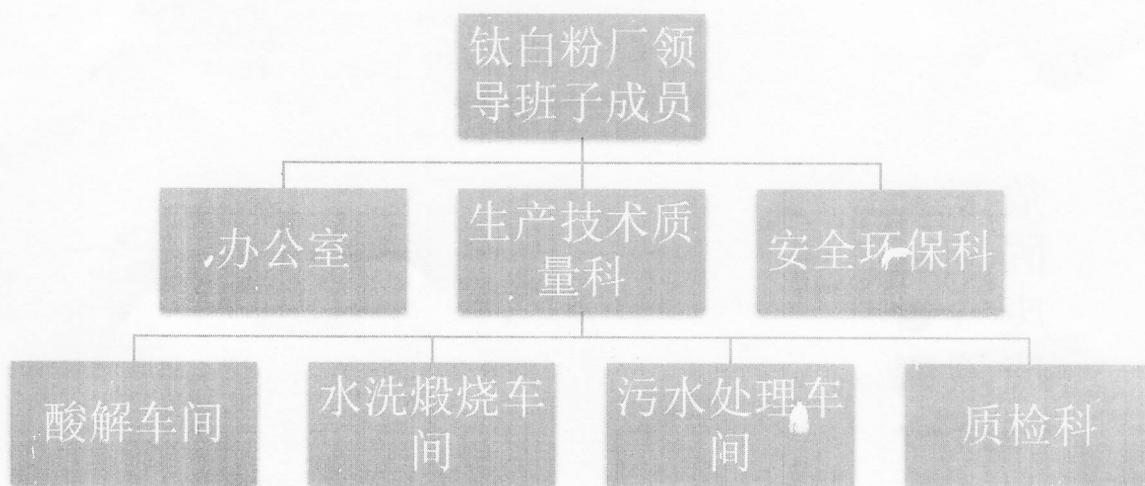 钛白粉厂领
导班子成员
办公室
生产技术质
量科
安全环保科
酸解车间
水洗煅烧车
间
污水处理车
间
质检科